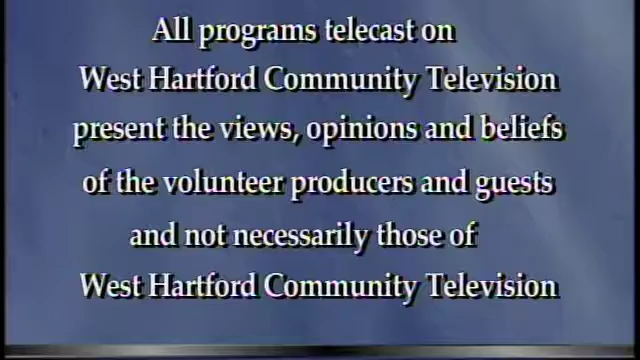 All programs telecast on
West Hartford Community Television
present the views, opinions and beliefs
of the volunteer producers and guests
and not necessarily those of
West Hartford Community Television